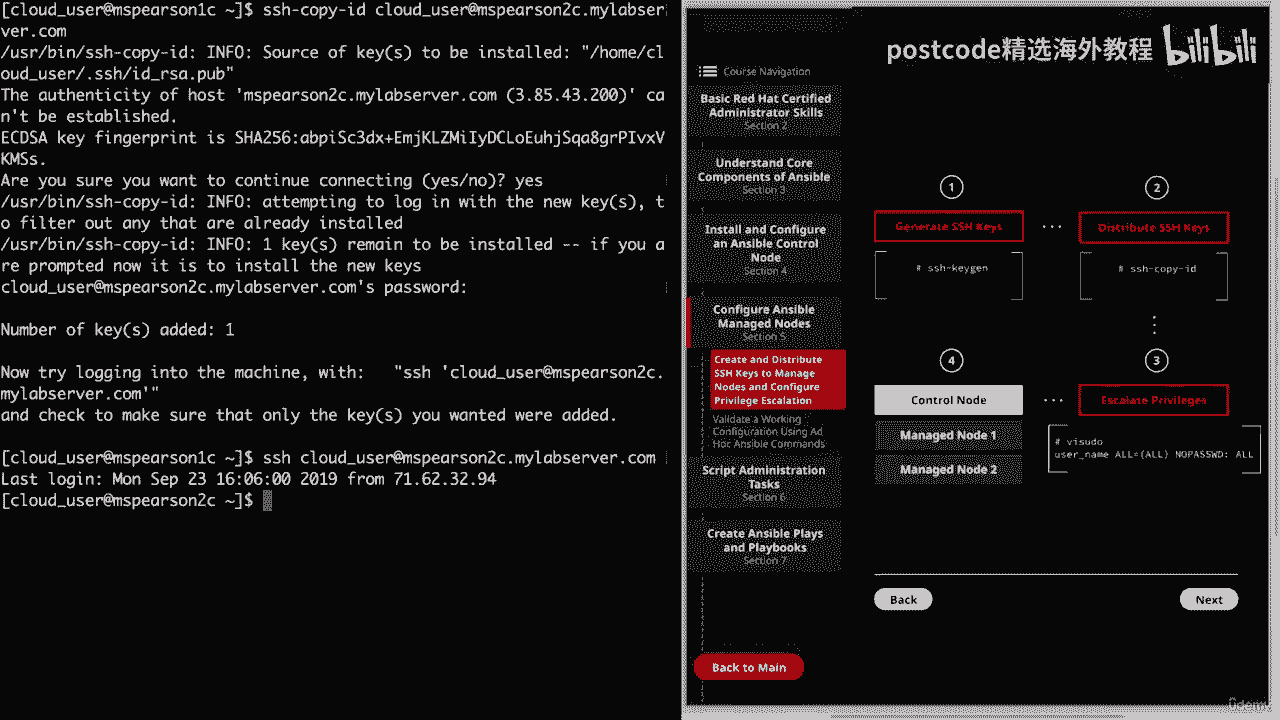 [cloud_user@mspearson1c ~]$ ssh-copy-id cloud_user@mspearson2c.mylabser
ver.com
/usr/bin/ssh-copy-id: INFO: Source of key(s) to be installed: "/home/cl
oud_user/.ssh/id_rsa.pub"
The authenticity of host 'mspearson2c.mylabserver.com (3.85.43.200)' ca
n't be established.
ECDSA key fingerprint is SHA256:abpiSc3dx+EmjKLZMiIyDCLoEuhjSqa8grPIvxV
KMSs.
Are you sure you want to continue connecting (yes/no)? yes
/usr/bin/ssh-copy-id: INFO: attempting to log in with the new key(s), t
o filter out any that are already installed
/usr/bin/ssh-copy-id: INFO: 1 key(s) remain to be installed -- if you a
re prompted now it is to install the new keys
cloud_user@mspearson2c.mylabserver.com's password:
Number of key(s) added: 1
Now try logging into the machine, with:   "ssh 'cloud_user@mspearson2c.
mylabserver.com'"
and check to make sure that only the key(s) you wanted were added.
[cloud_user@mspearson1c ~]$ ssh cloud_user@mspearson2c.mylabserver.com
Last login: Mon Sep 23 16:06:00 2019 from 71.62.32.94
[cloud_user@mspearson2c ~]$
postcode精选海外教程 bilibili
Course Navigation
Basic Red Hat Certified
Administrator Skills
Section 2
Understand Core
Components of Ansible
Section 3
Install and Configure
an Ansible Control
Node
Section 4
Configure Ansible
Managed Nodes
Section 5
Create and Distribute
SSH Keys to Manage
Nodes and Configure
Privilege Escalation
Validate a Working
Configuration Using Ad
Hoc Ansible Commands
Script Administration
Tasks
Section 6
Create Ansible Plays
and Playbooks
Section 7
Back to Main
1
Generate SSH Keys
# ssh-keygen
2
Distribute SSH Keys
# ssh-copy-id
4
Control Node
Managed Node 1
Managed Node 2
3
Escalate Privileges
# visudo
user_name ALL=(ALL) NOPASSWD: ALL
Back
Next
Udemy